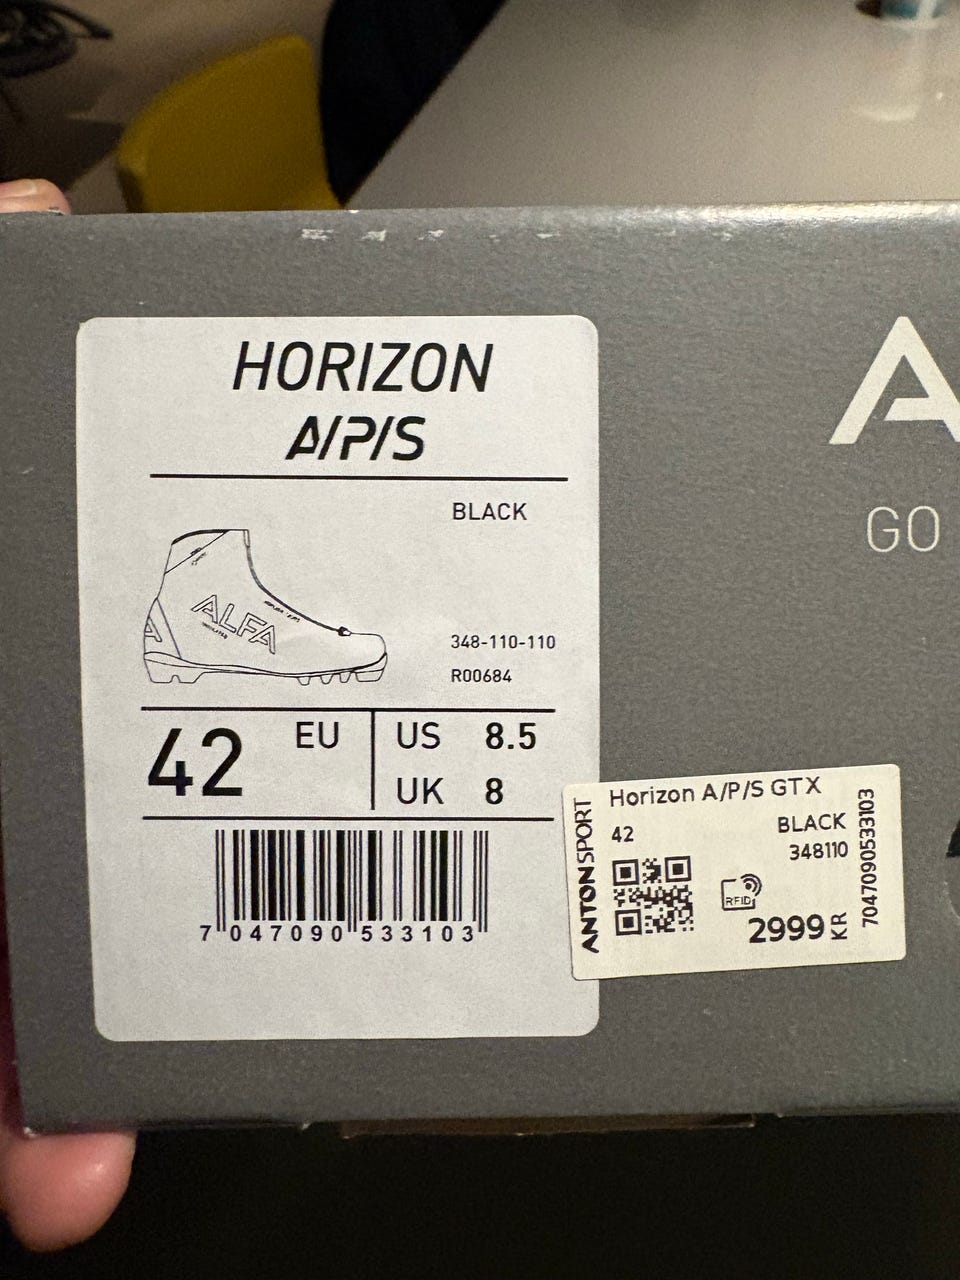 HORIZON
A/P/S
BLACK
ALFA
A
348-110-110
R00684
42 EU
US 8.5
UK 8
7 047090 533103
A
GO
ANTONSPORT
Horizon A/P/S GTX
42
BLACK
348110
RFID
2999 KR
7047090533103